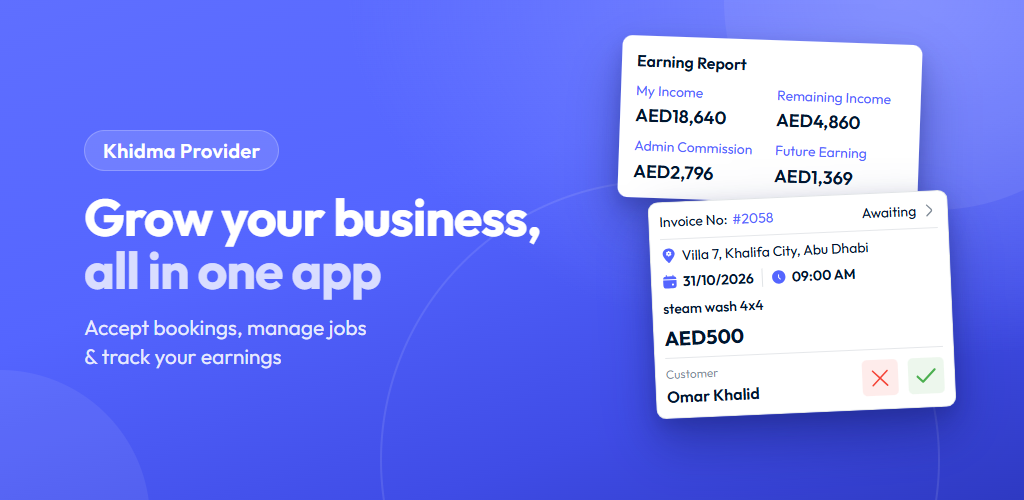 Khidma Provider
Grow your business,
all in one app
Accept bookings, manage jobs
& track your earnings
Earning Report
My Income
Remaining Income
AED18,640
AED4,860
Admin Commission
Future Earning
AED2,796
AED1,369
Invoice No: #2058
Awaiting
Villa 7, Khalifa City, Abu Dhabi
31/10/2026
09:00 AM
steam wash 4x4
AED500
Customer
Omar Khalid